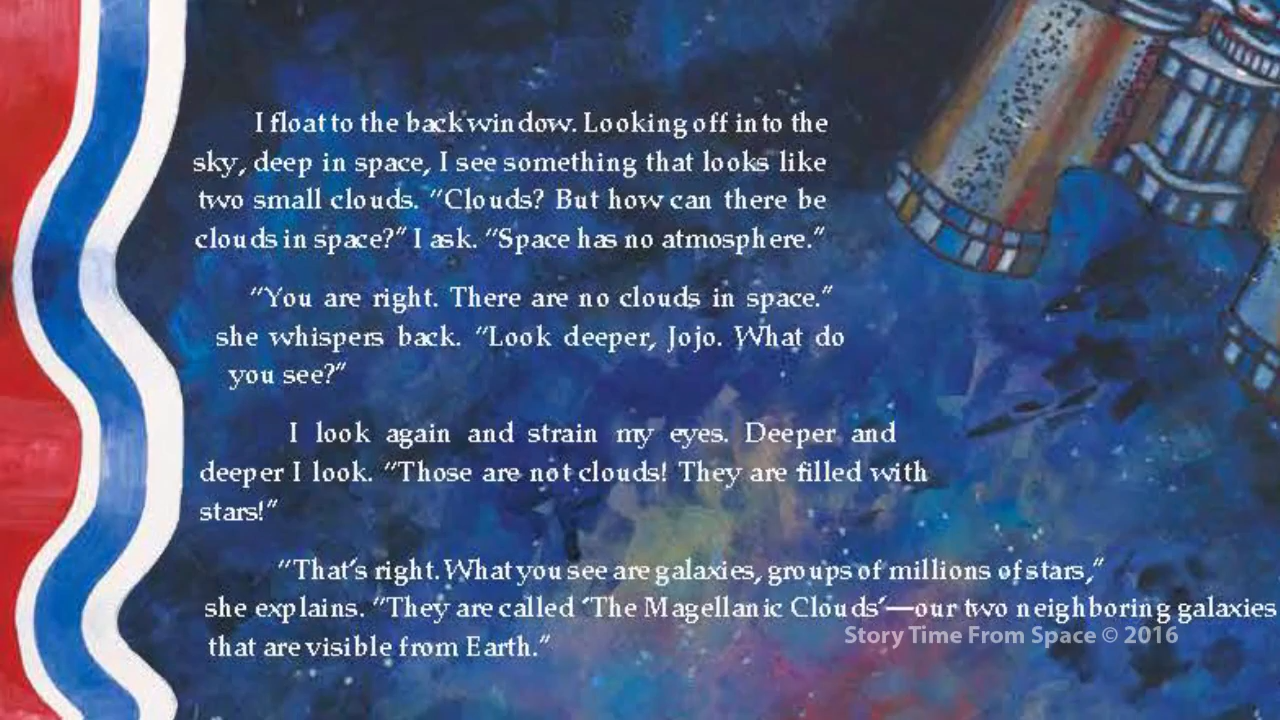 I float to the back window. Looking off into the
sky, deep in space, I see something that looks like
two small clouds. “Clouds? But how can there be
clouds in space?” I ask. “Space has no atmosphere.”
“You are right. There are no clouds in space.”
she whispers back. “Look deeper, Jojo. What do
you see?”
I look again and strain my eyes. Deeper and
deeper I look. “Those are not clouds! They are filled with
stars!”
“That’s right. What you see are galaxies, groups of millions of stars,”
she explains. “They are called ‘The Magellanic Clouds’—our two neighboring galaxies
that are visible from Earth.”
Story Time From Space © 2016